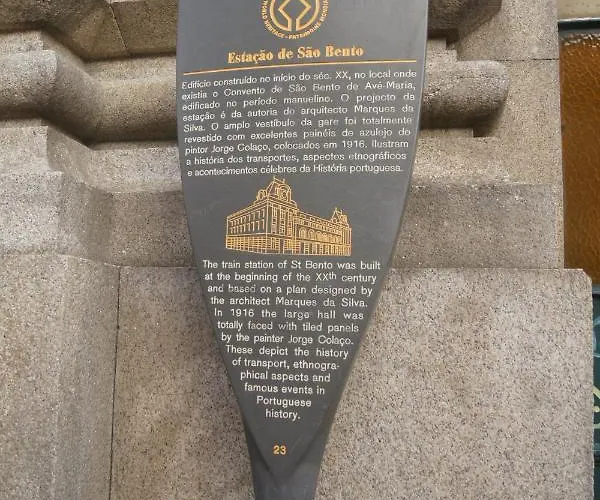 WORLD HERITAGE • PATRIMOINE MONDIAL
Estação de São Bento
Edifício construído no início do séc. XX, no local onde
existia o Convento de São Bento de Avé-Maria,
edificado no período manuelino. O projecto da
estação é da autoria do arquitecto Marques da
Silva. O amplo vestíbulo da gare foi totalmente
revestido com excelentes painéis de azulejo do
pintor Jorge Colaço, colocados em 1916. Ilustram
a história dos transportes, aspectos etnográficos
e acontecimentos célebres da História portuguesa.
The train station of St Bento was built
at the beginning of the XXth century
and based on a plan designed by
the architect Marques da Silva.
In 1916 the large hall was
totally faced with tiled panels
by the painter Jorge Colaço.
These depict the history
of transport, ethnogra-
phical aspects and
famous events in
Portuguese
history.
23